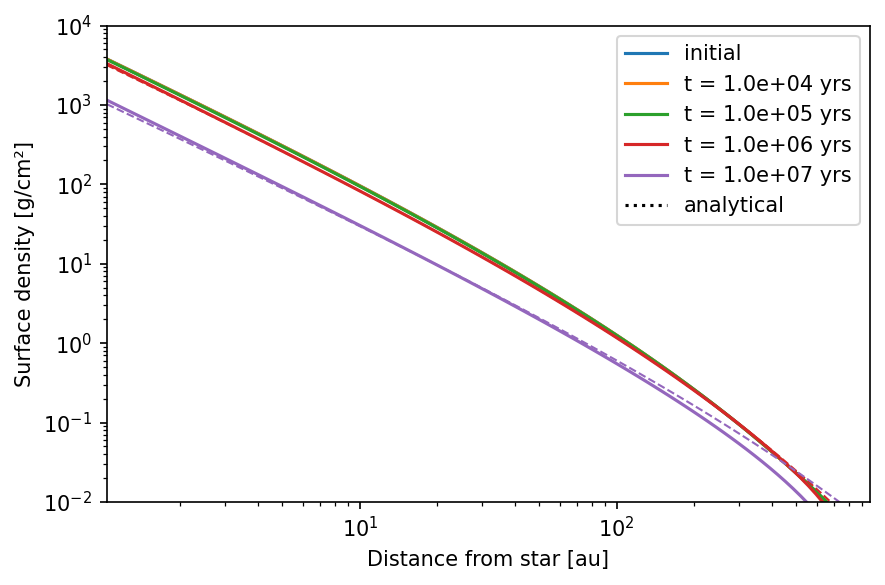 10⁴
10³
10²
10¹
10⁰
10⁻¹
10⁻²
Surface density [g/cm²]
initial
t = 1.0e+04 yrs
t = 1.0e+05 yrs
t = 1.0e+06 yrs
t = 1.0e+07 yrs
analytical
10¹
10²
Distance from star [au]